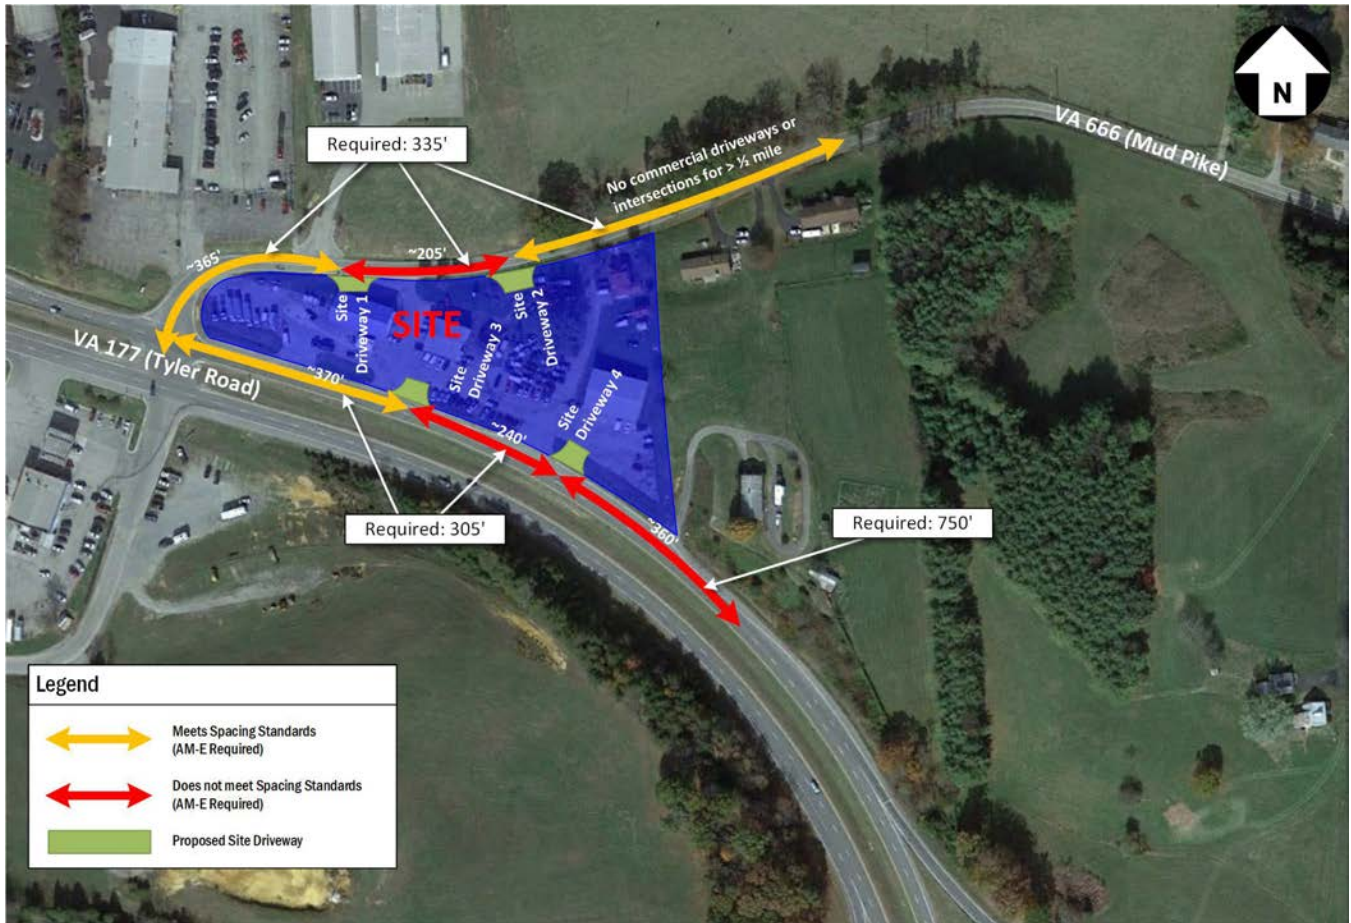 N
VA 666 (Mud Pike)
Required: 335'
No commercial driveways or
intersections for > ½ mile
~365'
~205'
Site
Driveway 1
Site
Driveway 2
SITE
Site
Driveway 3
Site
Driveway 4
VA 177 (Tyler Road)
~370'
~240'
~360'
Required: 305'
Required: 750'
Legend
Meets Spacing Standards
(AM-E Required)
Does not meet Spacing Standards
(AM-E Required)
Proposed Site Driveway